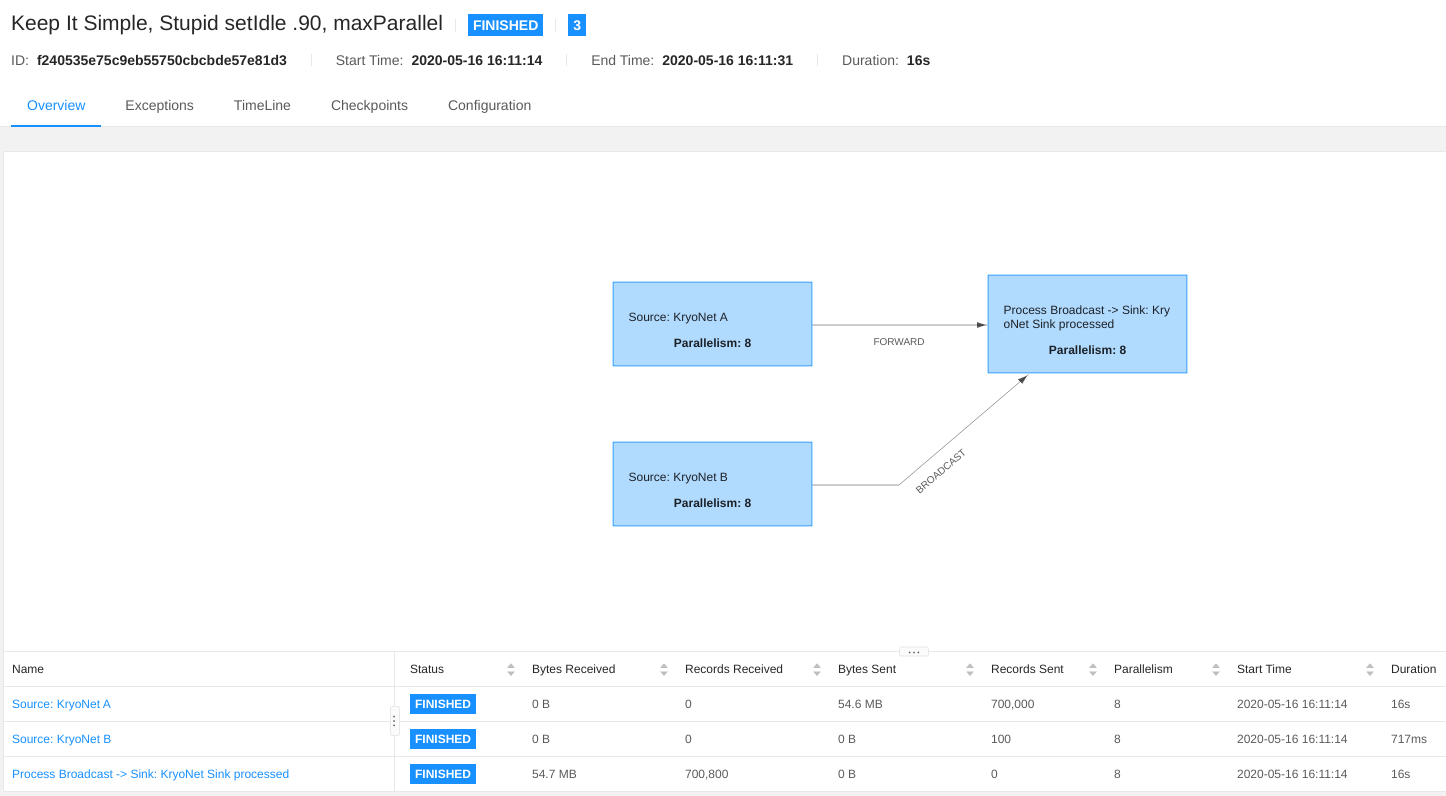 Keep It Simple, Stupid setIdle .90, maxParallel FINISHED 3
ID: f240535e75c9eb55750cbcbde57e81d3 Start Time: 2020-05-16 16:11:14 End Time: 2020-05-16 16:11:31 Duration: 16s
Overview Exceptions TimeLine Checkpoints Configuration
Source: KryoNet A
Parallelism: 8
FORWARD
Process Broadcast -> Sink: Kry
oNet Sink processed
Parallelism: 8
Source: KryoNet B
Parallelism: 8
BROADCAST
Name Status Bytes Received Records Received Bytes Sent Records Sent Parallelism Start Time Duration
Source: KryoNet A FINISHED 0 B 0 54.6 MB 700,000 8 2020-05-16 16:11:14 16s
Source: KryoNet B FINISHED 0 B 0 0 B 100 8 2020-05-16 16:11:14 717ms
Process Broadcast -> Sink: KryoNet Sink processed FINISHED 54.7 MB 700,800 0 B 0 8 2020-05-16 16:11:14 16s